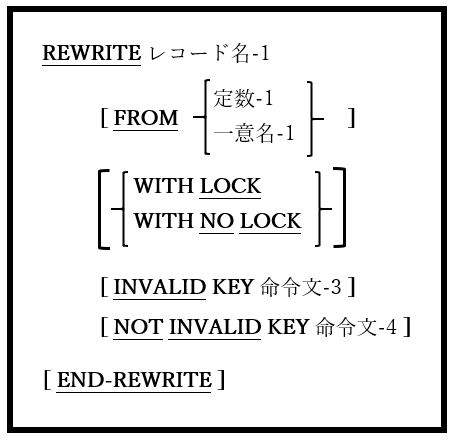 REWRITE レコード名-1
[ FROM 定数-1 ]
一意名-1
WITH LOCK
WITH NO LOCK
[ INVALID KEY 命令文-3 ]
[ NOT INVALID KEY 命令文-4 ]
[ END-REWRITE ]